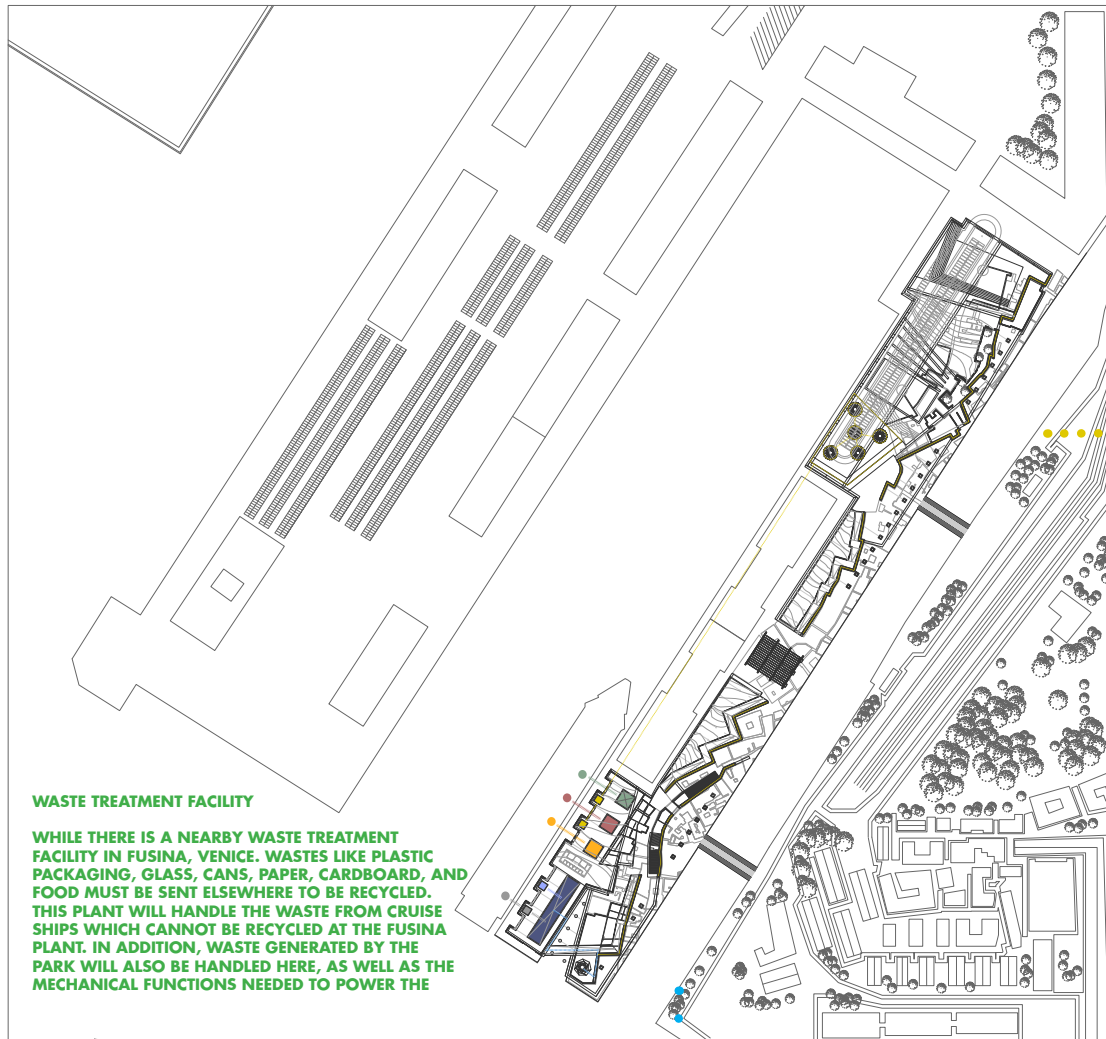 WASTE TREATMENT FACILITY
WHILE THERE IS A NEARBY WASTE TREATMENT
FACILITY IN FUSINA, VENICE. WASTES LIKE PLASTIC
PACKAGING, GLASS, CANS, PAPER, CARDBOARD, AND
FOOD MUST BE SENT ELSEWHERE TO BE RECYCLED.
THIS PLANT WILL HANDLE THE WASTE FROM CRUISE
SHIPS WHICH CANNOT BE RECYCLED AT THE FUSINA
PLANT. IN ADDITION, WASTE GENERATED BY THE
PARK WILL ALSO BE HANDLED HERE, AS WELL AS THE
MECHANICAL FUNCTIONS NEEDED TO POWER THE